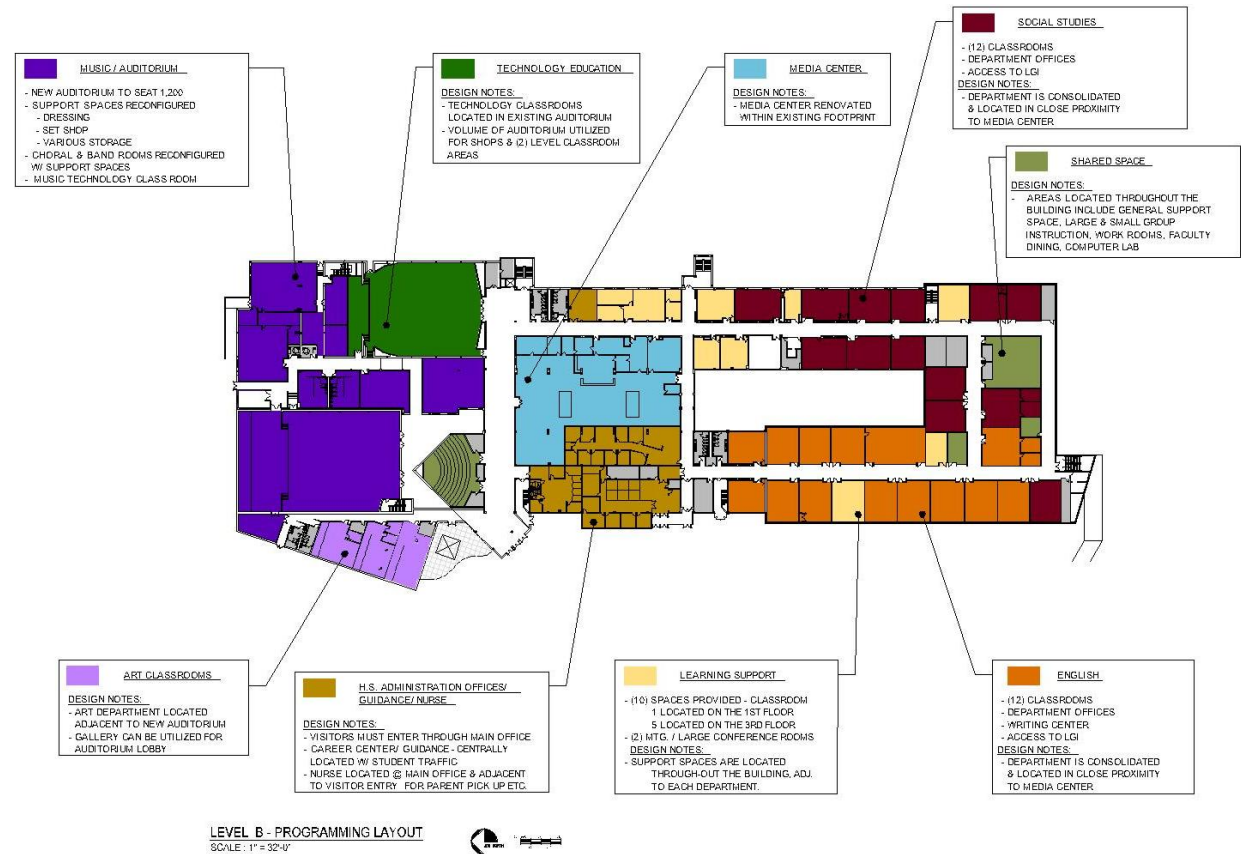 SOCIAL STUDIES
- (12) CLASSROOMS
- DEPARTMENT OFFICES
- ACCESS TO LGI
DESIGN NOTES:
- DEPARTMENT IS CONSOLIDATED
& LOCATED IN CLOSE PROXIMITY
TO MEDIA CENTER
MUSIC / AUDITORIUM
- NEW AUDITORIUM TO SEAT 1,200
- SUPPORT SPACES RECONFIGURED
- DRESSING
- SET SHOP
- VARIOUS STORAGE
- CHORAL & BAND ROOMS RECONFIGURED
W/ SUPPORT SPACES
- MUSIC TECHNOLOGY CLASS ROOM
TECHNOLOGY EDUCATION
DESIGN NOTES:
- TECHNOLOGY CLASSROOMS
LOCATED IN EXISTING AUDITORIUM
- VOLUME OF AUDITORIUM UTILIZED
FOR SHOPS & (2) LEVEL CLASSROOM
AREAS
MEDIA CENTER
DESIGN NOTES:
- MEDIA CENTER RENOVATED
WITHIN EXISTING FOOTPRINT
SHARED SPACE
DESIGN NOTES:
- AREAS LOCATED THROUGHOUT THE
BUILDING INCLUDE GENERAL SUPPORT
SPACE, LARGE & SMALL GROUP
INSTRUCTION, WORK ROOMS, FACULTY
DINING, COMPUTER LAB
ART CLASSROOMS
DESIGN NOTES:
- ART DEPARTMENT LOCATED
ADJACENT TO NEW AUDITORIUM
- GALLERY CAN BE UTILIZED FOR
AUDITORIUM LOBBY
H.S. ADMINISTRATION OFFICES/
GUIDANCE/ NURSE
DESIGN NOTES:
- VISITORS MUST ENTER THROUGH MAIN OFFICE
- CAREER CENTER/ GUIDANCE - CENTRALLY
LOCATED W/ STUDENT TRAFFIC
- NURSE LOCATED @ MAIN OFFICE & ADJACENT
TO VISITOR ENTRY FOR PARENT PICK UP ETC.
LEARNING SUPPORT
- (10) SPACES PROVIDED - CLASSROOM
1 LOCATED ON THE 1ST FLOOR
5 LOCATED ON THE 3RD FLOOR
- (2) MTG. / LARGE CONFERENCE ROOMS
DESIGN NOTES:
- SUPPORT SPACES ARE LOCATED
THROUGH-OUT THE BUILDING, ADJ.
TO EACH DEPARTMENT.
ENGLISH
- (12) CLASSROOMS
- DEPARTMENT OFFICES
- WRITING CENTER
- ACCESS TO LGI
DESIGN NOTES:
- DEPARTMENT IS CONSOLIDATED
& LOCATED IN CLOSE PROXIMITY
TO MEDIA CENTER
LEVEL B - PROGRAMMING LAYOUT
SCALE : 1" = 32'-0"